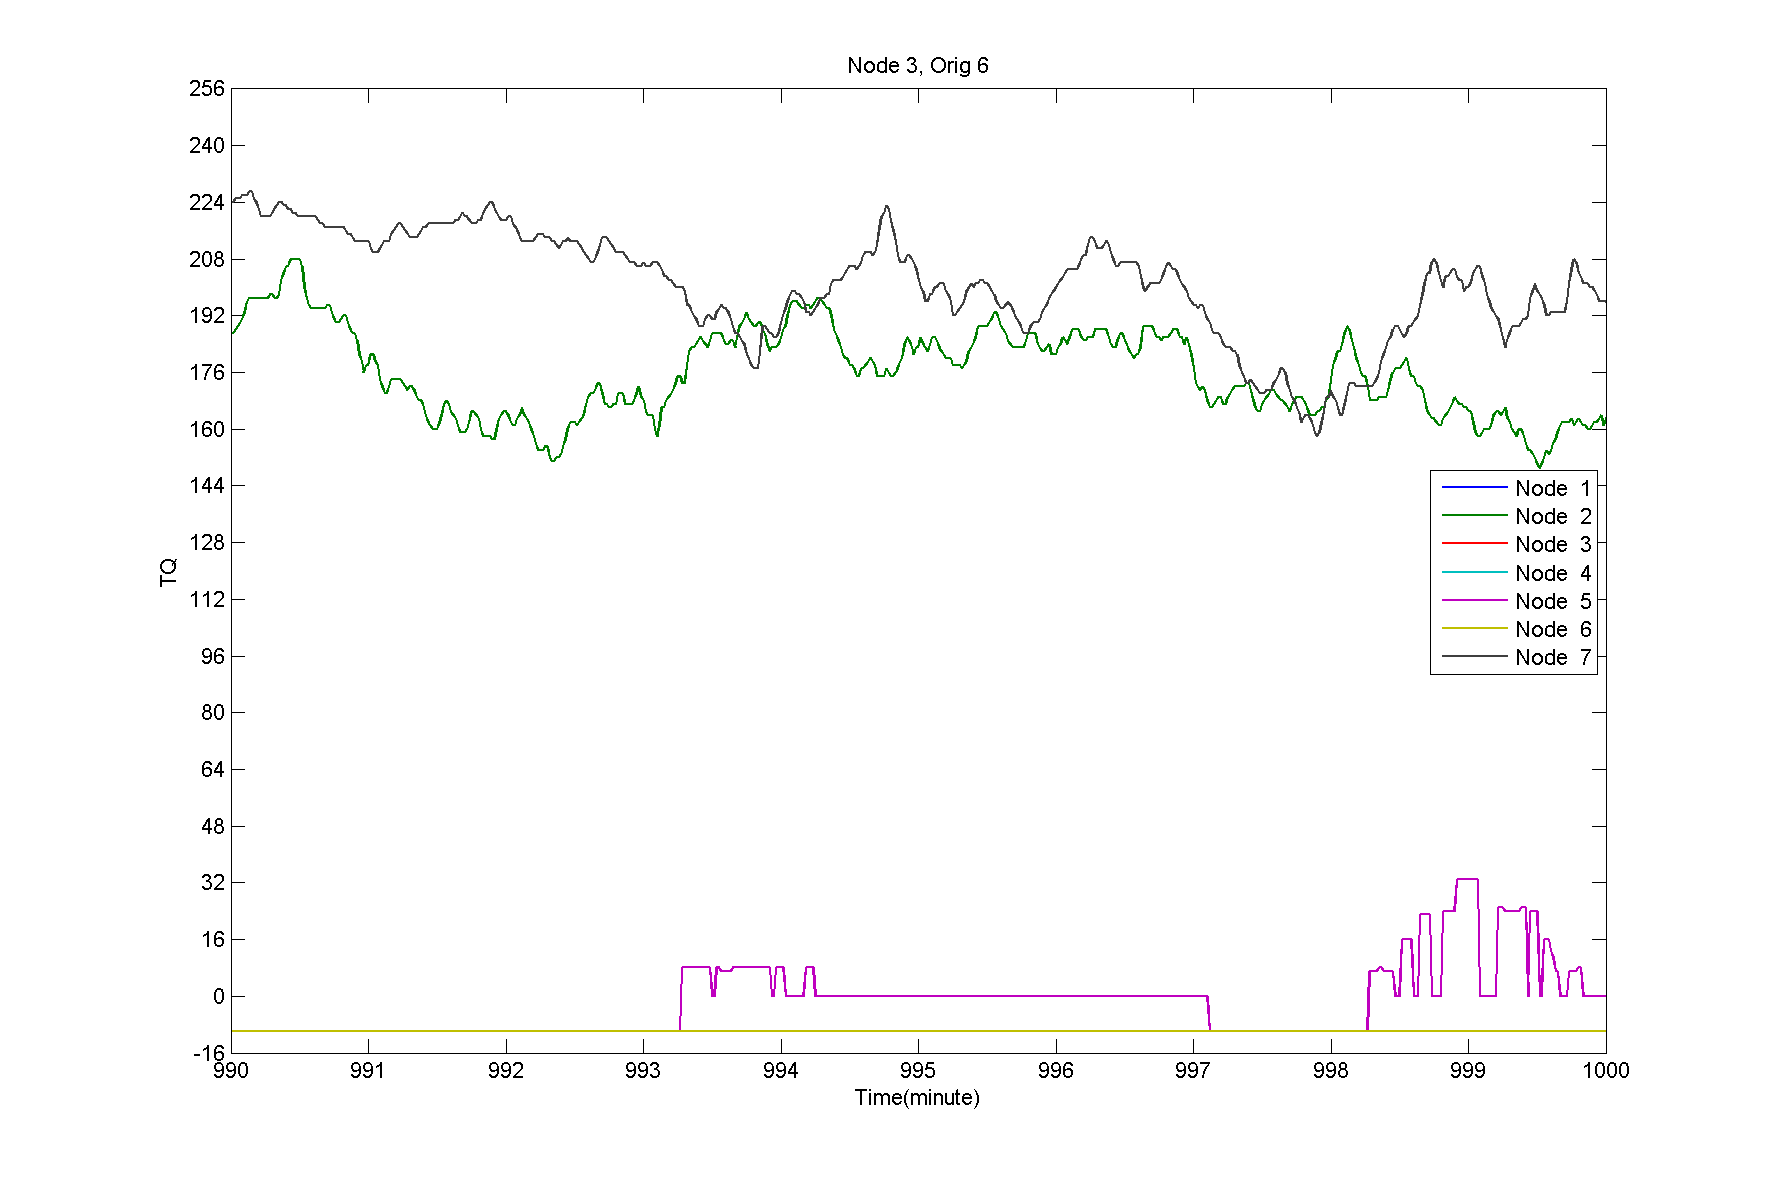 Node 3, Orig 6
256
240
224
208
192
176
160
144
128
112
96
80
64
48
32
16
0
-16
TQ
Node 1
Node 2
Node 3
Node 4
Node 5
Node 6
Node 7
990 991 992 993 994 995 996 997 998 999 1000
Time(minute)